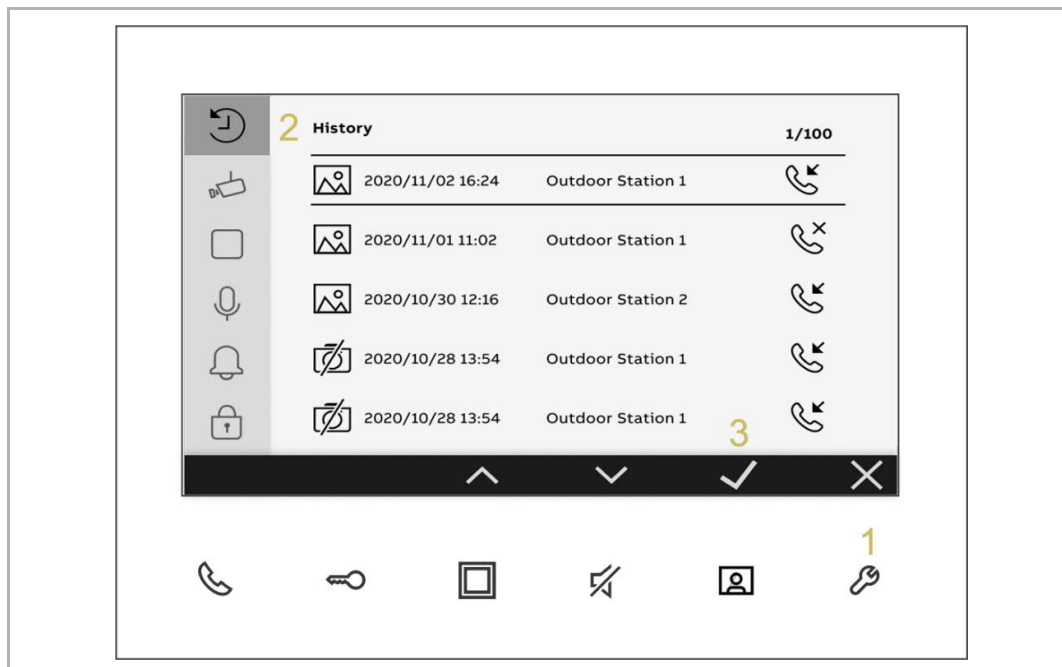 2 History 1/100
2020/11/02 16:24 Outdoor Station 1
2020/11/01 11:02 Outdoor Station 1
2020/10/30 12:16 Outdoor Station 2
2020/10/28 13:54 Outdoor Station 1
2020/10/28 13:54 Outdoor Station 1
3
1